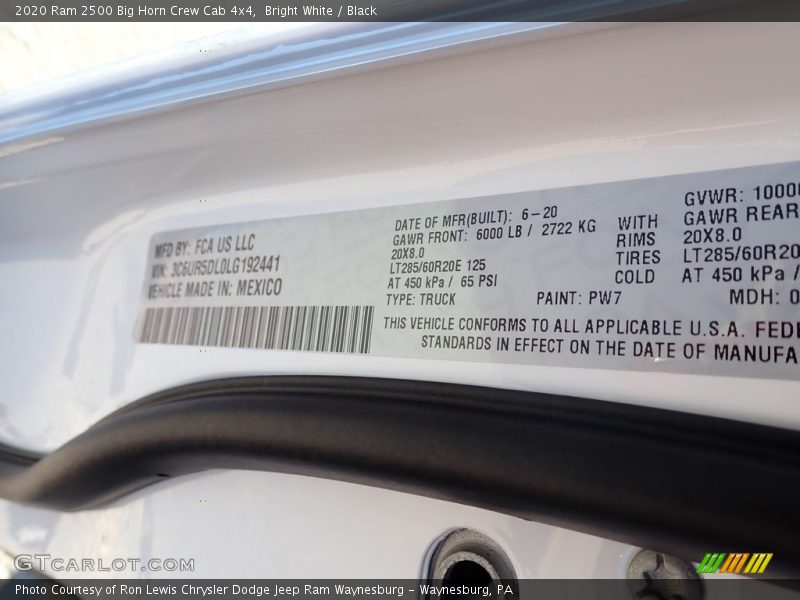 2020 Ram 2500 Big Horn Crew Cab 4x4, Bright White / Black
MFD BY: FCA US LLC
VIN: 3C6UR5DL0LG192441
VEHICLE MADE IN: MEXICO
DATE OF MFR(BUILT): 6-20
GAWR FRONT: 6000 LB / 2722 KG
20X8.0
LT285/60R20E 125
AT 450 kPa / 65 PSI
TYPE: TRUCK
WITH
RIMS
TIRES
COLD
GVWR: 10000
GAWR REAR
20X8.0
LT285/60R20
AT 450 kPa /
PAINT: PW7
MDH: 0
THIS VEHICLE CONFORMS TO ALL APPLICABLE U.S.A. FEDE
STANDARDS IN EFFECT ON THE DATE OF MANUFA
GTCARLOT.COM
Photo Courtesy of Ron Lewis Chrysler Dodge Jeep Ram Waynesburg - Waynesburg, PA